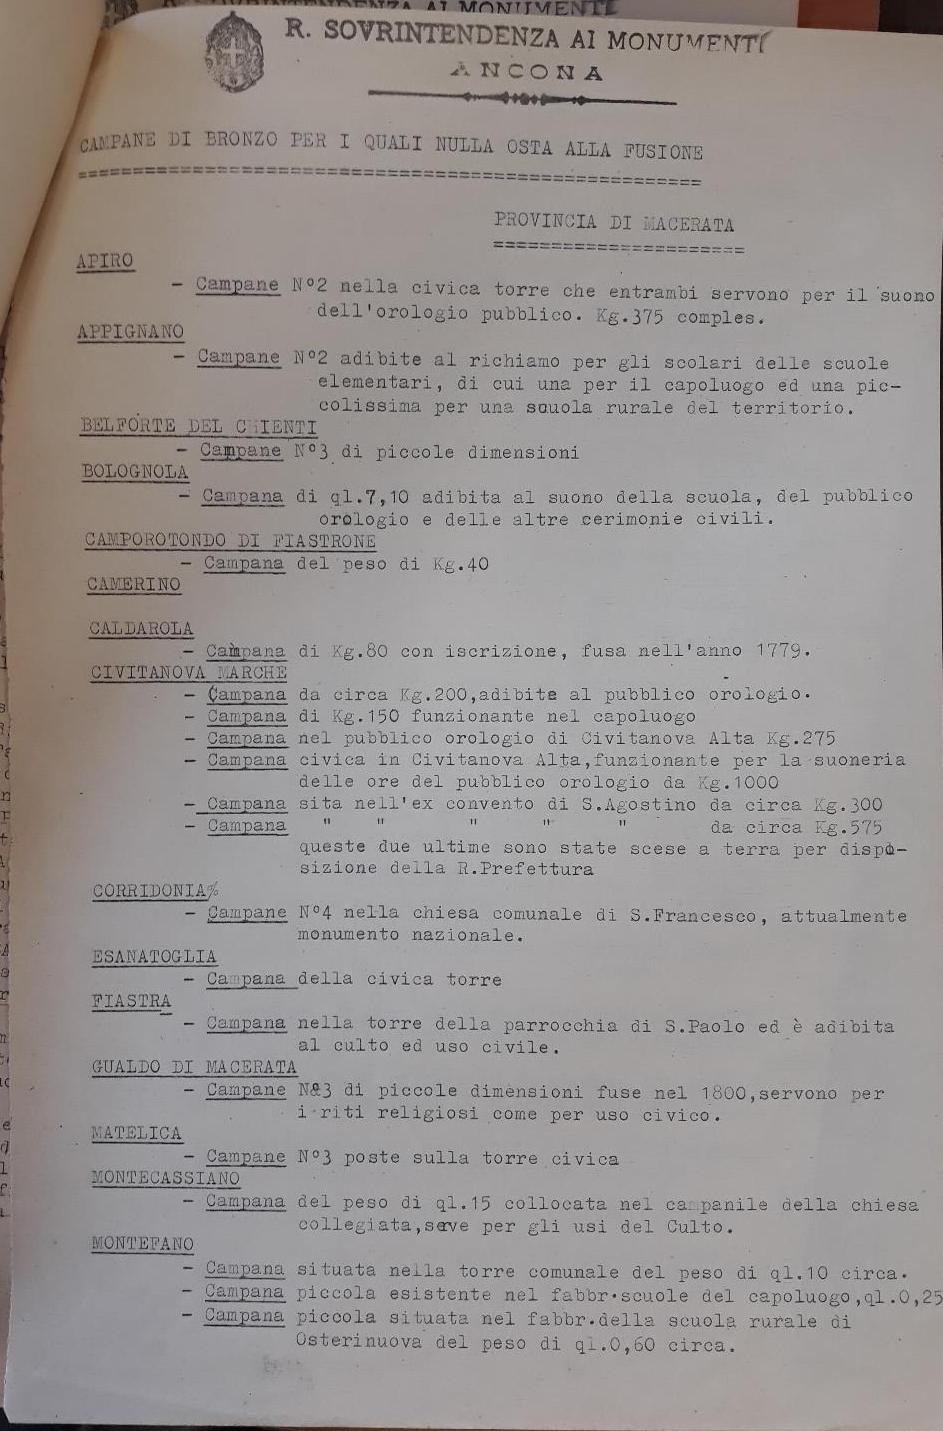 R. SOVRINTENDENZA AI MONUMENTI
ANCONA
CAMPANE DI BRONZO PER I QUALI NULLA OSTA ALLA FUSIONE
PROVINCIA DI MACERATA
APIRO
- Campane N°2 nella civica torre che entrambi servono per il suono
dell'orologio pubblico. Kg.375 comples.
APPIGNANO
- Campane N°2 adibite al richiamo per gli scolari delle scuole
elementari, di cui una per il capoluogo ed una pic-
colissima per una scuola rurale del territorio.
BELFORTE DEL CHIENTI
- Campane N°3 di piccole dimensioni
BOLOGNOLA
- Campana di ql.7,10 adibita al suono della scuola, del pubblico
orologio e delle altre cerimonie civili.
CAMPOROTONDO DI FIASTRONE
- Campana del peso di Kg.40
CAMERINO
CALDAROLA
- Campana di Kg.80 con iscrizione, fusa nell'anno 1779.
CIVITANOVA MARCHE
- Campana da circa Kg.200,adibite al pubblico orologio.
- Campana di Kg.150 funzionante nel capoluogo
- Campana nel pubblico orologio di Civitanova Alta Kg.275
- Campana civica in Civitanova Alta,funzionante per la suoneria
delle ore del pubblico orologio da Kg.1000
- Campana sita nell'ex convento di S.Agostino da circa Kg.300
- Campana " " " " " da circa Kg.575
queste due ultime sono state scese a terra per dispo-
sizione della R.Prefettura
CORRIDONIA%
- Campane N°4 nella chiesa comunale di S.Francesco, attualmente
monumento nazionale.
ESANATOGLIA
- Campana della civica torre
FIASTRA
- Campana nella torre della parrocchia di S.Paolo ed è adibita
al culto ed uso civile.
GUALDO DI MACERATA
- Campane N&3 di piccole dimensioni fuse nel 1800,servono per
i riti religiosi come per uso civico.
MATELICA
- Campane N°3 poste sulla torre civica
MONTECASSIANO
- Campana del peso di ql.15 collocata nel campanile della chiesa
collegiata, per gli usi del Culto.
MONTEFANO
- Campana situata nella torre comunale del peso di ql.10 circa.
- Campana piccola esistente nel fabbr.scuole del capoluogo,ql.0,25
- Campana piccola situata nel fabbr.della scuola rurale di
Osterinuova del peso di ql.0,60 circa.